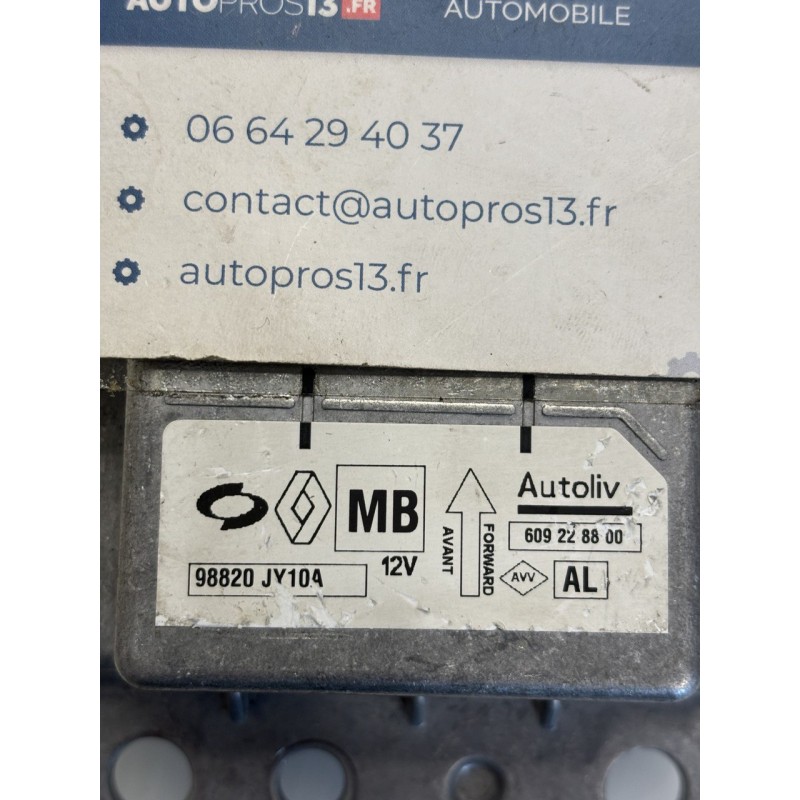 AUTOPROS13.FR
AUTOMOBILE
06 64 29 40 37
contact@autopros13.fr
autopros13.fr
MB
12V
98820 JY10A
AVANT
FORWARD
Autoliv
609 22 88 00
AVV
AL